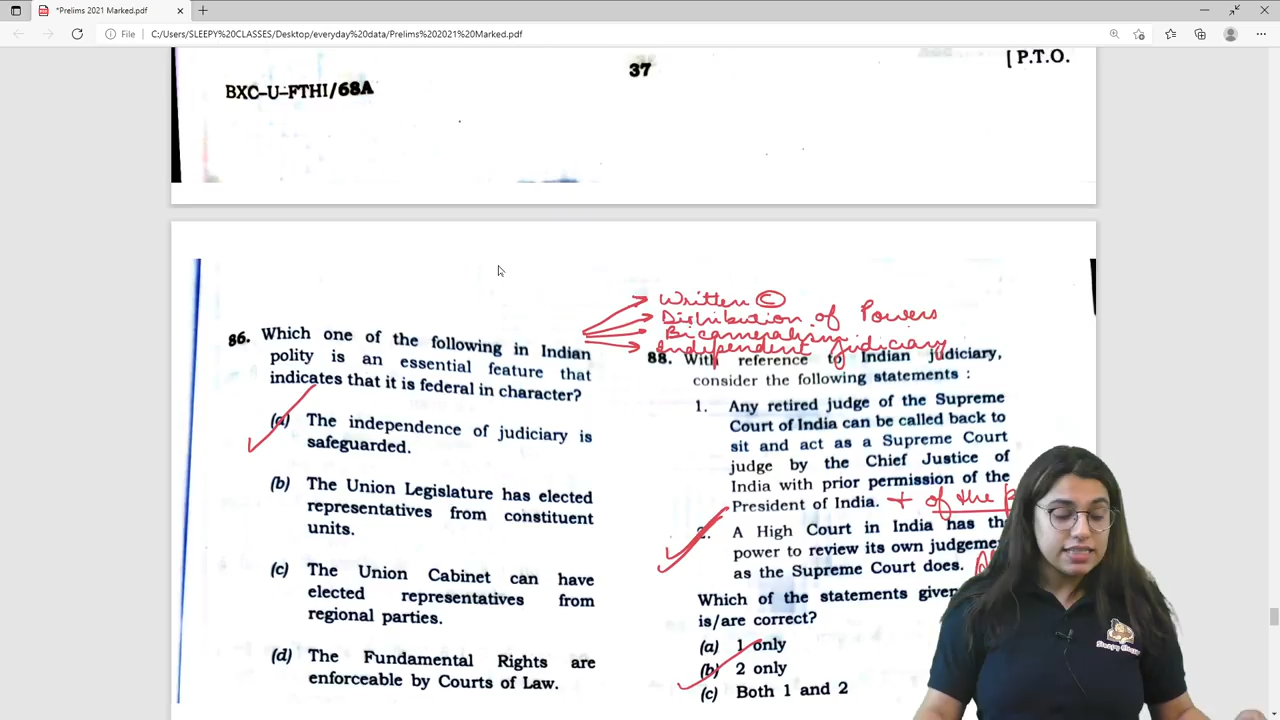 *Prelims 2021 Marked.pdf
File C:/Users/SLEEPY%20CLASSES/Desktop/everyday%20data/Prelims%202021%20Marked.pdf
37
[ P.T.O.
BXC-U-FTHI/68A
Written ©
Distribution of Powers
Bicameralism
Independent judiciary
86. Which one of the following in Indian
polity is an essential feature that
indicates that it is federal in character?
(a) The independence of judiciary is
safeguarded.
(b) The Union Legislature has elected
representatives from constituent
units.
(c) The Union Cabinet can have
elected representatives from
regional parties.
(d) The Fundamental Rights are
enforceable by Courts of Law.
88. With reference to Indian judiciary,
consider the following statements :
1. Any retired judge of the Supreme
Court of India can be called back to
sit and act as a Supreme Court
judge by the Chief Justice of
India with prior permission of the
President of India. + of the
2. A High Court in India has
power to review its own
as the Supreme Court does.
Which of the statements given
is/are correct?
(a) 1 only
(b) 2 only
(c) Both 1 and 2
Sleepy Classes